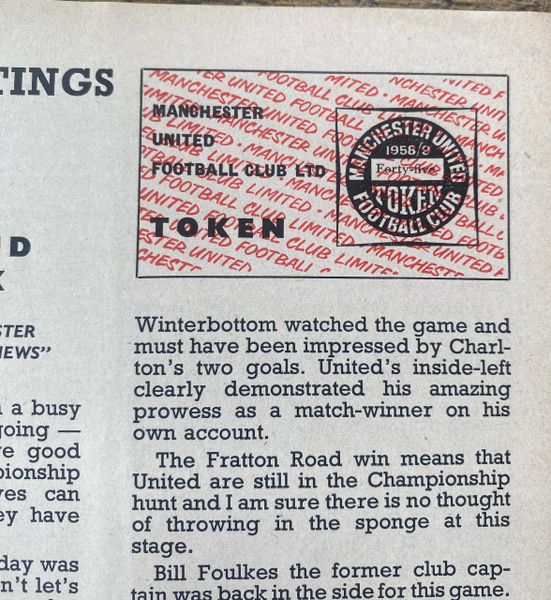 TINGS
UD
K
STER
NEWS”
a busy
going —
re good
pionship
ves can
ey have
day was
n't let's
MANCHESTER
UNITED
FOOTBALL CLUB LTD
TOKEN
MANCHESTER UNITED
1958/9
Forty-five
TOKEN
FOOTBALL CLUB
Winterbottom watched the game and
must have been impressed by Charl-
ton's two goals. United's inside-left
clearly demonstrated his amazing
prowess as a match-winner on his
own account.
The Fratton Road win means that
United are still in the Championship
hunt and I am sure there is no thought
of throwing in the sponge at this
stage.
Bill Foulkes the former club cap-
tain was back in the side for this game.